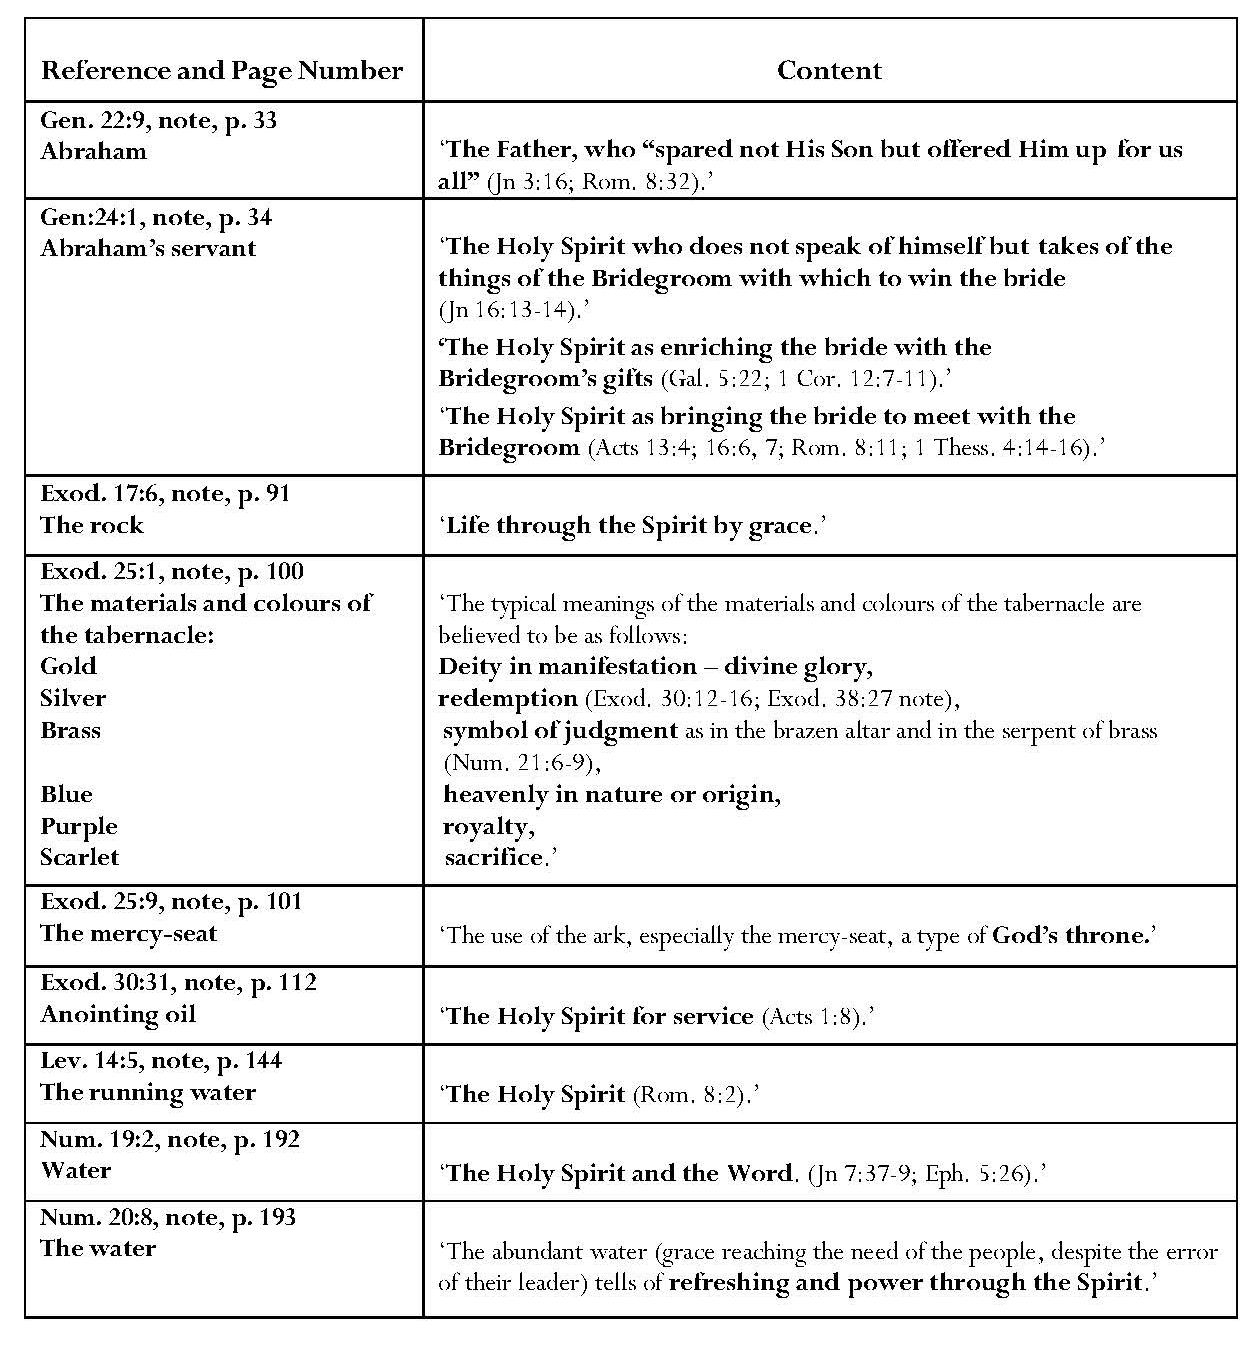 Reference and Page Number
Content
Gen. 22:9, note, p. 33
Abraham
‘The Father, who “spared not His Son but offered Him up for us
all” (Jn 3:16; Rom. 8:32).’
Gen:24:1, note, p. 34
Abraham’s servant
‘The Holy Spirit who does not speak of himself but takes of the
things of the Bridegroom with which to win the bride
(Jn 16:13-14).’
‘The Holy Spirit as enriching the bride with the
Bridegroom’s gifts (Gal. 5:22; 1 Cor. 12:7-11).’
‘The Holy Spirit as bringing the bride to meet with the
Bridegroom (Acts 13:4; 16:6, 7; Rom. 8:11; 1 Thess. 4:14-16).’
Exod. 17:6, note, p. 91
The rock
‘Life through the Spirit by grace.’
Exod. 25:1, note, p. 100
The materials and colours of
the tabernacle:
‘The typical meanings of the materials and colours of the tabernacle are
believed to be as follows:
Gold
Deity in manifestation – divine glory,
Silver
redemption (Exod. 30:12-16; Exod. 38:27 note),
Brass
symbol of judgment as in the brazen altar and in the serpent of brass
(Num. 21:6-9),
Blue
heavenly in nature or origin,
Purple
royalty,
Scarlet
sacrifice.’
Exod. 25:9, note, p. 101
The mercy-seat
‘The use of the ark, especially the mercy-seat, a type of God’s throne.’
Exod. 30:31, note, p. 112
Anointing oil
‘The Holy Spirit for service (Acts 1:8).’
Lev. 14:5, note, p. 144
The running water
‘The Holy Spirit (Rom. 8:2).’
Num. 19:2, note, p. 192
Water
‘The Holy Spirit and the Word. (Jn 7:37-9; Eph. 5:26).’
Num. 20:8, note, p. 193
The water
‘The abundant water (grace reaching the need of the people, despite the error
of their leader) tells of refreshing and power through the Spirit.’